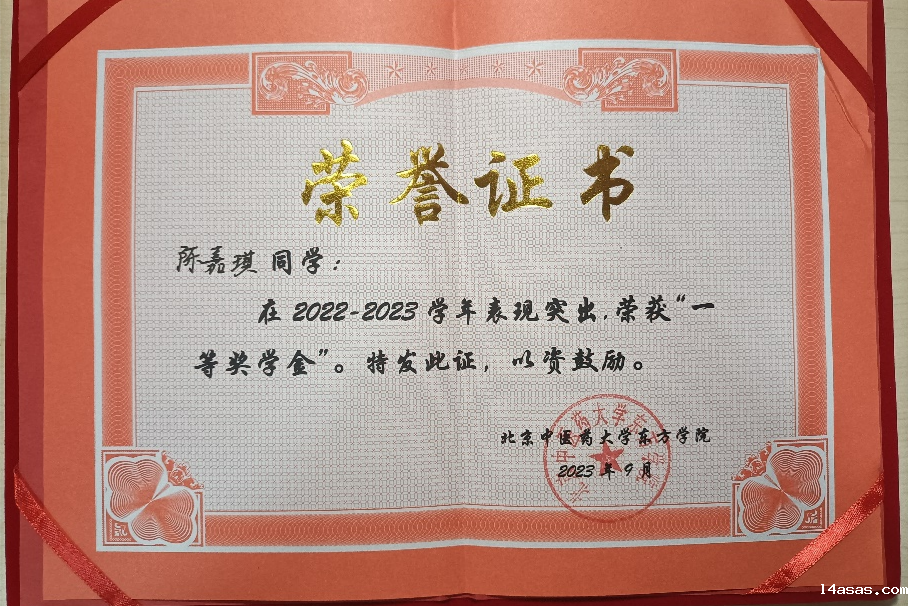 荣誉证书
陈嘉琪 同学：
在 2022-2023 学年表现突出,荣获“一
等奖学金”。特发此证，以资鼓励。
北京中医药大学东方学院
2023 年 9 月
14asas.com